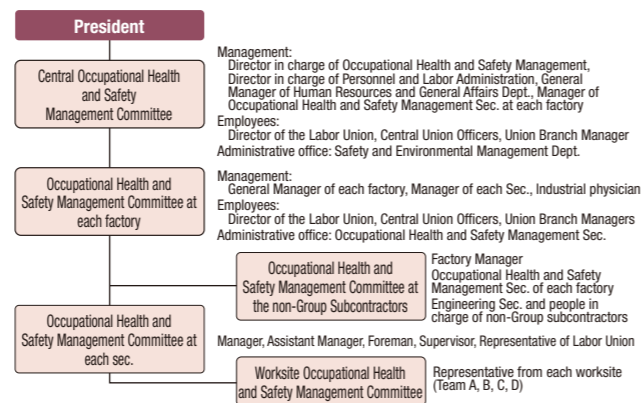 President
Central Occupational Health
and Safety
Management Committee
Management:
Director in charge of Occupational Health and Safety Management,
Director in charge of Personnel and Labor Administration, General
Manager of Human Resources and General Affairs Dept., Manager of
Occupational Health and Safety Management Sec. at each factory
Employees:
Director of the Labor Union, Central Union Officers, Union Branch Manager
Administrative office: Safety and Environmental Management Dept.
Occupational Health and
Safety Management Committee at
each factory
Management:
General Manager of each factory, Manager of each Sec., Industrial physician
Employees:
Director of the Labor Union, Central Union Officers, Union Branch Managers
Administrative office: Occupational Health and Safety Management Sec.
Occupational Health and
Safety Management Committee at
the non-Group Subcontractors
Factory Manager
Occupational Health and Safety
Management Sec. of each factory
Engineering Sec. and people in
charge of non-Group subcontractors
Occupational Health and
Safety Management Committee at
each sec.
Manager, Assistant Manager, Foreman, Supervisor, Representative of Labor Union
Worksite Occupational Health
and Safety Management Committee
Representative from each worksite
(Team A, B, C, D)